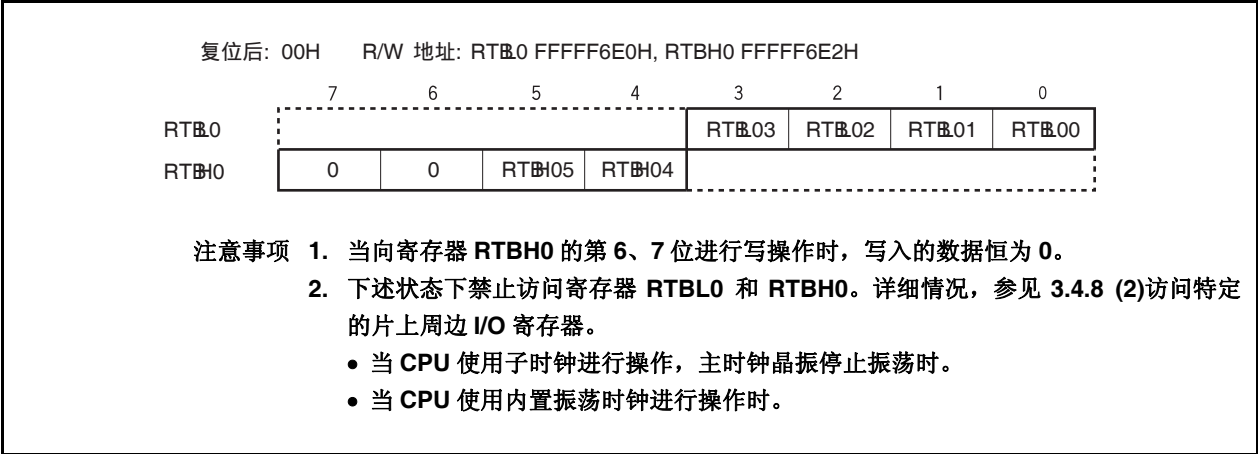 复位后: 00H R/W 地址: RTBL0 FFFFF6E0H, RTBH0 FFFFF6E2H
7 6 5 4 3 2 1 0
RTBL0 RTBL03 RTBL02 RTBL01 RTBL00
RTBH0 0 0 RTBH05 RTBH04
注意事项 1. 当向寄存器 RTBH0 的第 6、7 位进行写操作时，写入的数据恒为 0。
2. 下述状态下禁止访问寄存器 RTBL0 和 RTBH0。详细情况，参见 3.4.8 (2)访问特定
的片上周边 I/O 寄存器。
• 当 CPU 使用子时钟进行操作，主时钟晶振停止振荡时。
• 当 CPU 使用内置振荡时钟进行操作时。